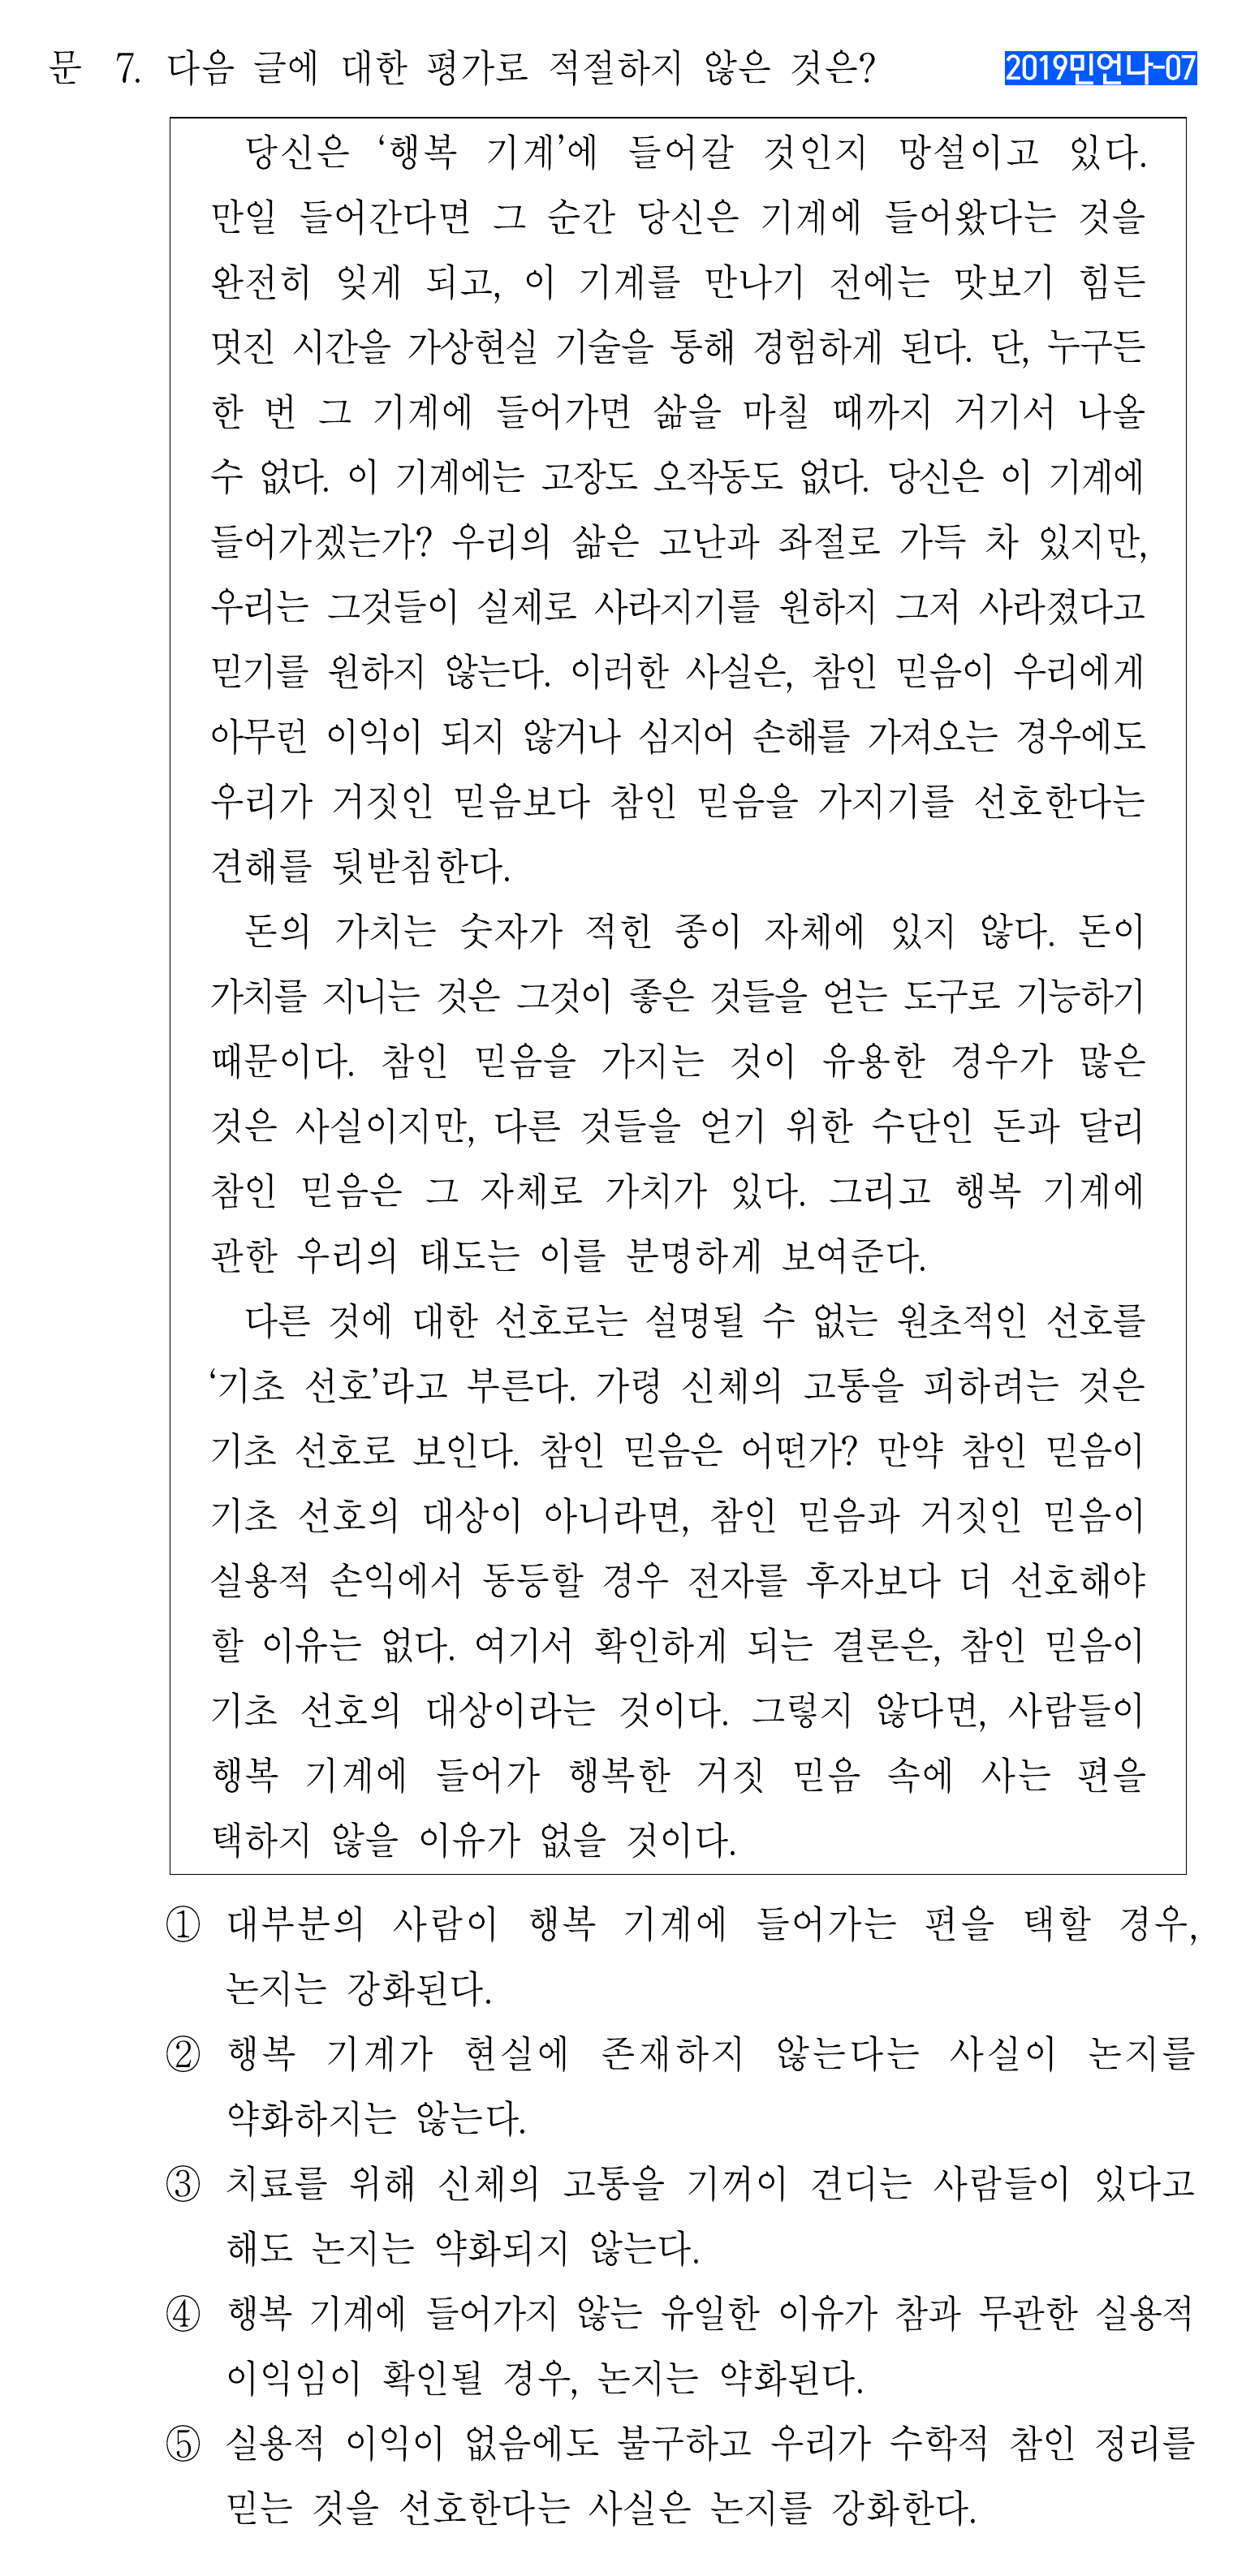 문 7. 다음 글에 대한 평가로 적절하지 않은 것은?
2019민언나-07
당신은 ‘행복 기계’에 들어갈 것인지 망설이고 있다.
만일 들어간다면 그 순간 당신은 기계에 들어왔다는 것을
완전히 잊게 되고, 이 기계를 만나기 전에는 맛보기 힘든
멋진 시간을 가상현실 기술을 통해 경험하게 된다. 단, 누구든
한 번 그 기계에 들어가면 삶을 마칠 때까지 거기서 나올
수 없다. 이 기계에는 고장도 오작동도 없다. 당신은 이 기계에
들어가겠는가? 우리의 삶은 고난과 좌절로 가득 차 있지만,
우리는 그것들이 실제로 사라지기를 원하지 그저 사라졌다고
믿기를 원하지 않는다. 이러한 사실은, 참인 믿음이 우리에게
아무런 이익이 되지 않거나 심지어 손해를 가져오는 경우에도
우리가 거짓인 믿음보다 참인 믿음을 가지기를 선호한다는
견해를 뒷받침한다.
돈의 가치는 숫자가 적힌 종이 자체에 있지 않다. 돈이
가치를 지니는 것은 그것이 좋은 것들을 얻는 도구로 기능하기
때문이다. 참인 믿음을 가지는 것이 유용한 경우가 많은
것은 사실이지만, 다른 것들을 얻기 위한 수단인 돈과 달리
참인 믿음은 그 자체로 가치가 있다. 그리고 행복 기계에
관한 우리의 태도는 이를 분명하게 보여준다.
다른 것에 대한 선호로는 설명될 수 없는 원초적인 선호를
‘기초 선호’라고 부른다. 가령 신체의 고통을 피하려는 것은
기초 선호로 보인다. 참인 믿음은 어떤가? 만약 참인 믿음이
기초 선호의 대상이 아니라면, 참인 믿음과 거짓인 믿음이
실용적 손익에서 동등할 경우 전자를 후자보다 더 선호해야
할 이유는 없다. 여기서 확인하게 되는 결론은, 참인 믿음이
기초 선호의 대상이라는 것이다. 그렇지 않다면, 사람들이
행복 기계에 들어가 행복한 거짓 믿음 속에 사는 편을
택하지 않을 이유가 없을 것이다.
① 대부분의 사람이 행복 기계에 들어가는 편을 택할 경우,
논지는 강화된다.
② 행복 기계가 현실에 존재하지 않는다는 사실이 논지를
약화하지는 않는다.
③ 치료를 위해 신체의 고통을 기꺼이 견디는 사람들이 있다고
해도 논지는 약화되지 않는다.
④ 행복 기계에 들어가지 않는 유일한 이유가 참과 무관한 실용적
이익임이 확인될 경우, 논지는 약화된다.
⑤ 실용적 이익이 없음에도 불구하고 우리가 수학적 참인 정리를
믿는 것을 선호한다는 사실은 논지를 강화한다.